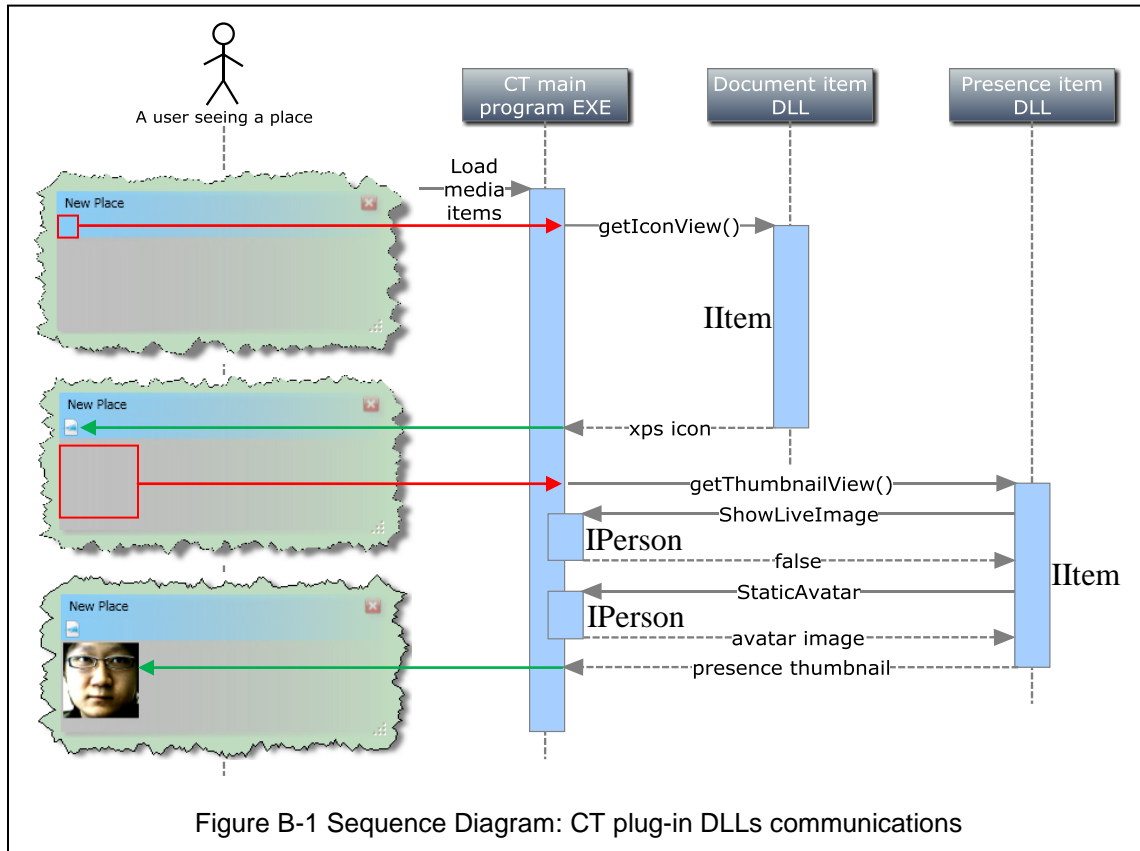 A user seeing a place
CT main
program EXE
Document item
DLL
Presence item
DLL
Load
media
items
New Place
getIconView()
IItem
New Place
xps icon
getThumbnailView()
ShowLiveImage
IPerson
false
IItem
StaticAvatar
New Place
IPerson
avatar image
presence thumbnail
Figure B-1 Sequence Diagram: CT plug-in DLLs communications